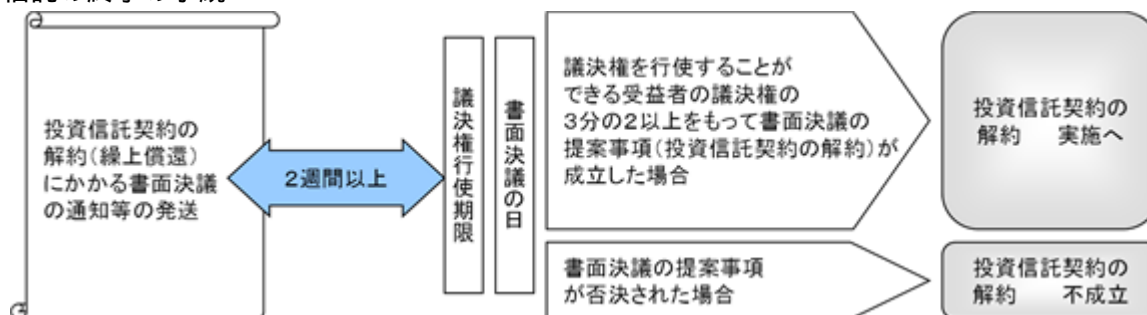 投資信託契約の
解約(繰上償還)
にかかる書面決議
の通知等の発送
2週間以上
議決権行使期限
書面決議の日
議決権を行使することが
できる受益者の議決権の
3分の2以上をもって書面決議の
提案事項(投資信託契約の解約)が
成立した場合
投資信託契約の
解約　実施へ
書面決議の提案事項
が否決された場合
投資信託契約の
解約　不成立